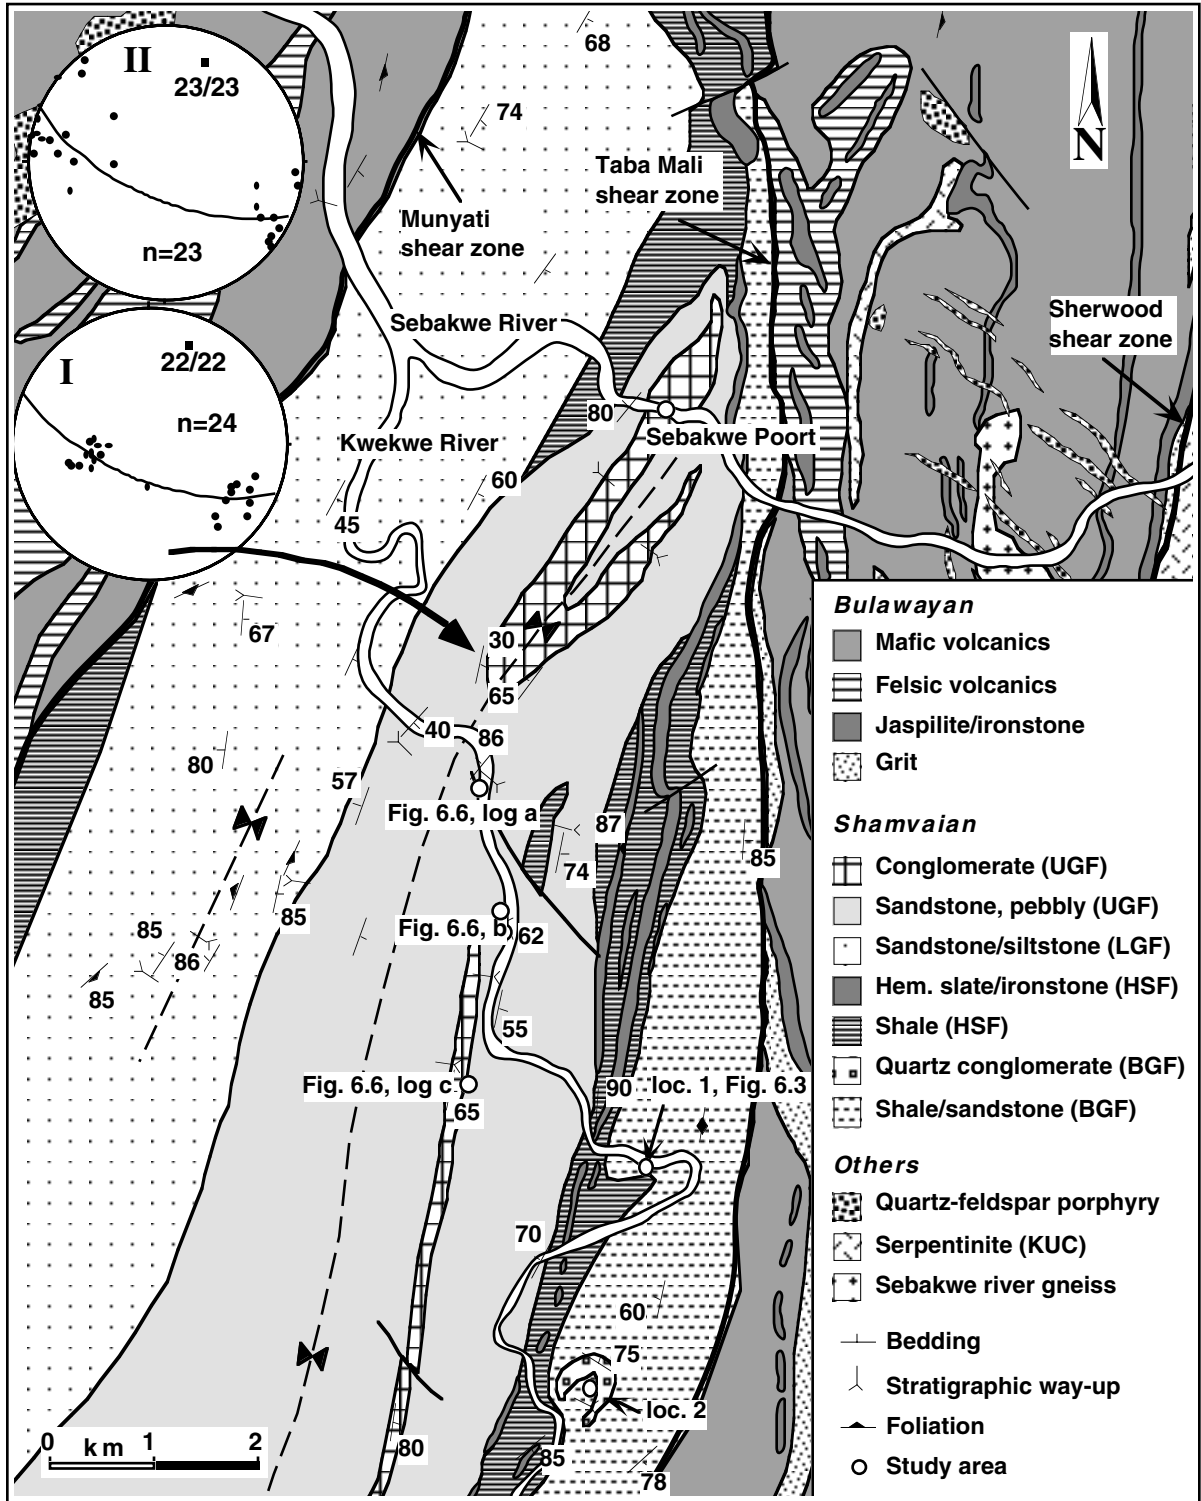 II
23/23
n=23
I
22/22
n=24
68
74
Munyati
shear zone
Taba Mali
shear zone
N
Sherwood
shear zone
Sebakwe River
80
Sebakwe Poort
Kwekwe River
60
45
67
30
65
40
86
80
57
Fig. 6.6, log a
87
74
85
85
Fig. 6.6, b
62
85
86
85
55
90
loc. 1, Fig. 6.3
Fig. 6.6, log c
65
70
60
75
loc. 2
80
85
78
0 km 1 2
Bulawayan
Mafic volcanics
Felsic volcanics
Jaspilite/ironstone
Grit
Shamvaian
Conglomerate (UGF)
Sandstone, pebbly (UGF)
Sandstone/siltstone (LGF)
Hem. slate/ironstone (HSF)
Shale (HSF)
Quartz conglomerate (BGF)
Shale/sandstone (BGF)
Others
Quartz-feldspar porphyry
Serpentinite (KUC)
Sebakwe river gneiss
Bedding
Stratigraphic way-up
Foliation
Study area